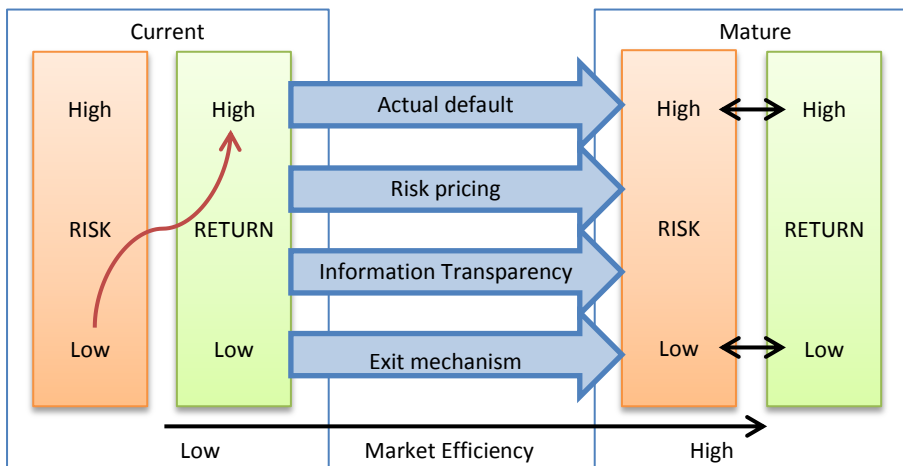 Current
Mature
High
High
Actual default
High
High
Risk pricing
RISK
RETURN
RISK
RETURN
Information Transparency
Low
Low
Exit mechanism
Low
Low
Low
Market Efficiency
High